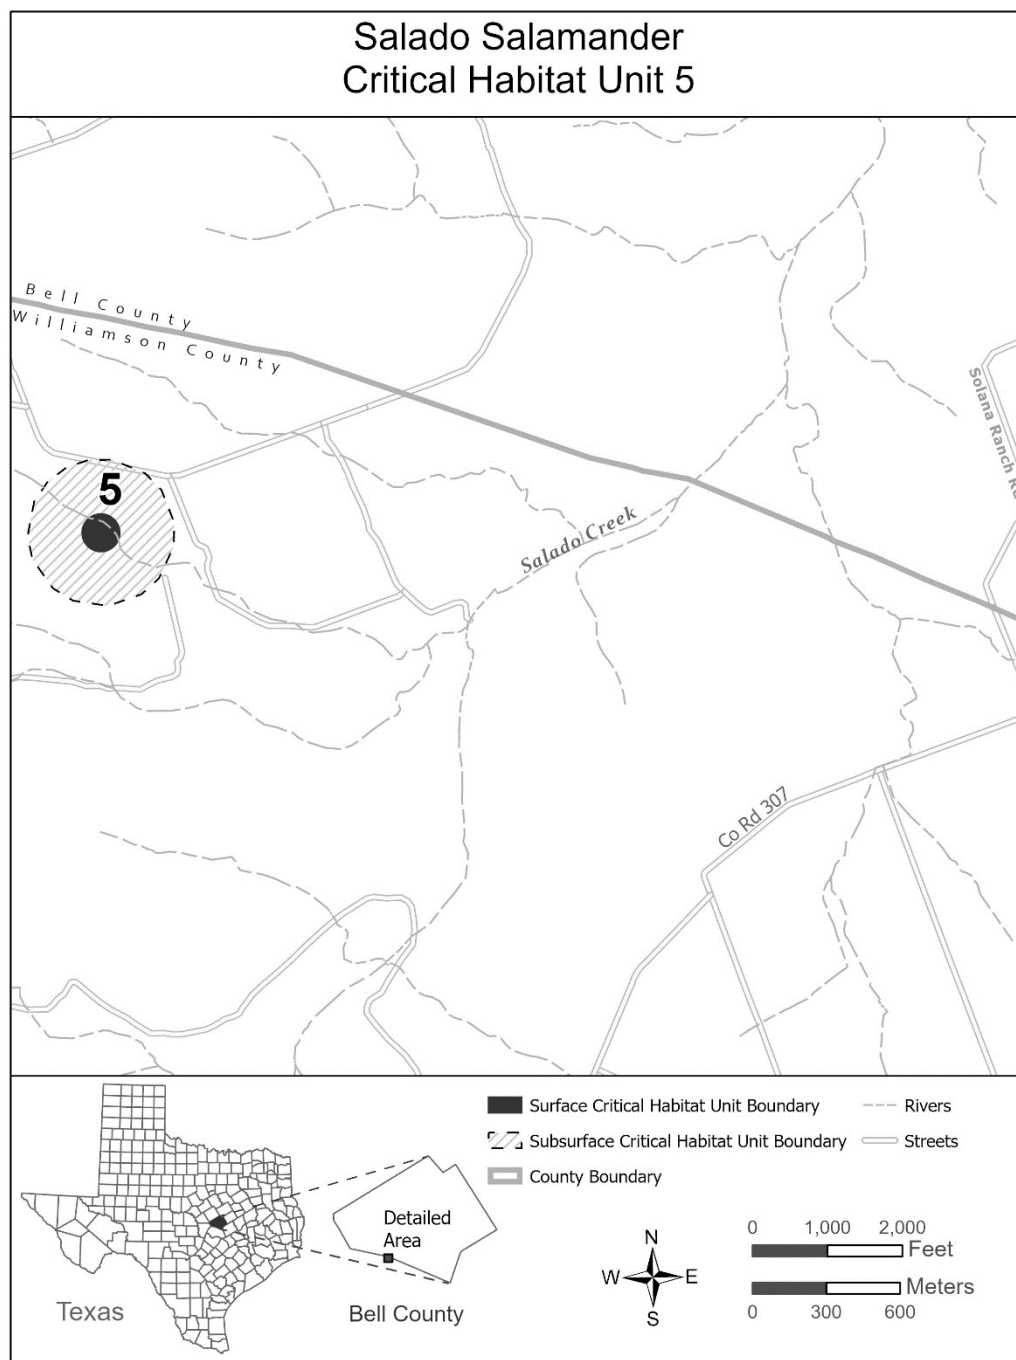 Salado Salamander
Critical Habitat Unit 5
Bell County
Williamson County
Solana Ranch Rd
5
Salado Creek
Co Rd 307
Surface Critical Habitat Unit Boundary
Rivers
Subsurface Critical Habitat Unit Boundary
Streets
County Boundary
Detailed
Area
Texas
Bell County
N
W E
S
0 1,000 2,000
Feet
Meters
0 300 600